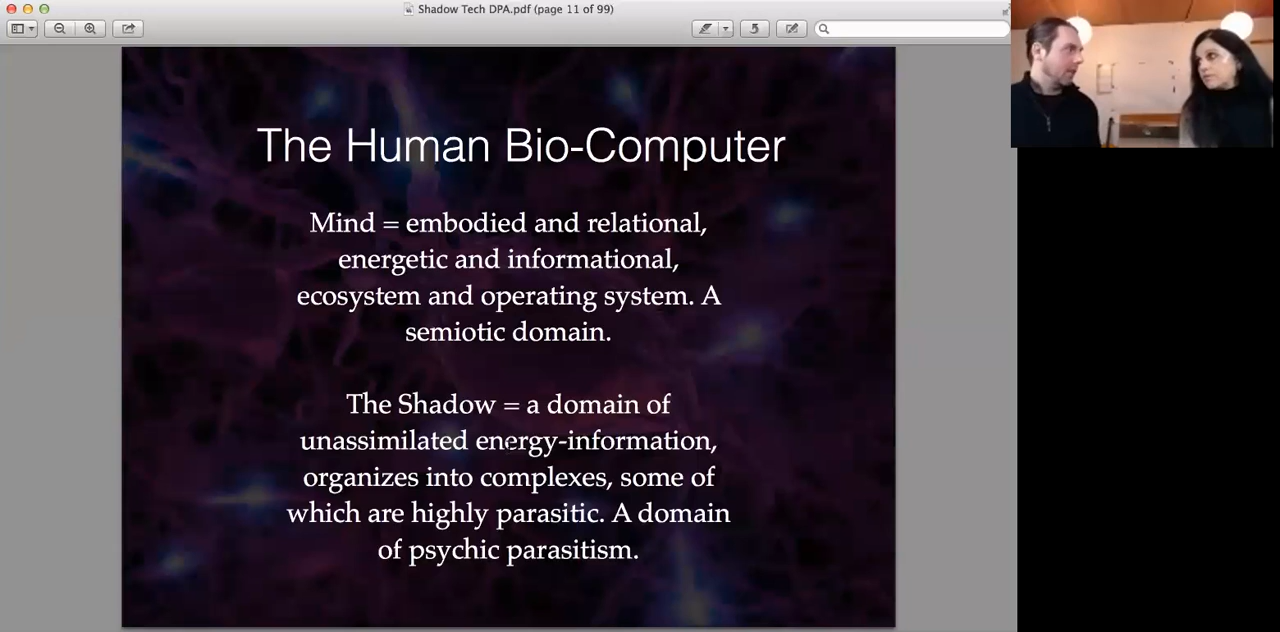 Shadow Tech DPA.pdf (page 11 of 99)
The Human Bio-Computer
Mind = embodied and relational,
energetic and informational,
ecosystem and operating system. A
semiotic domain.
The Shadow = a domain of
unassimilated energy-information,
organizes into complexes, some of
which are highly parasitic. A domain
of psychic parasitism.